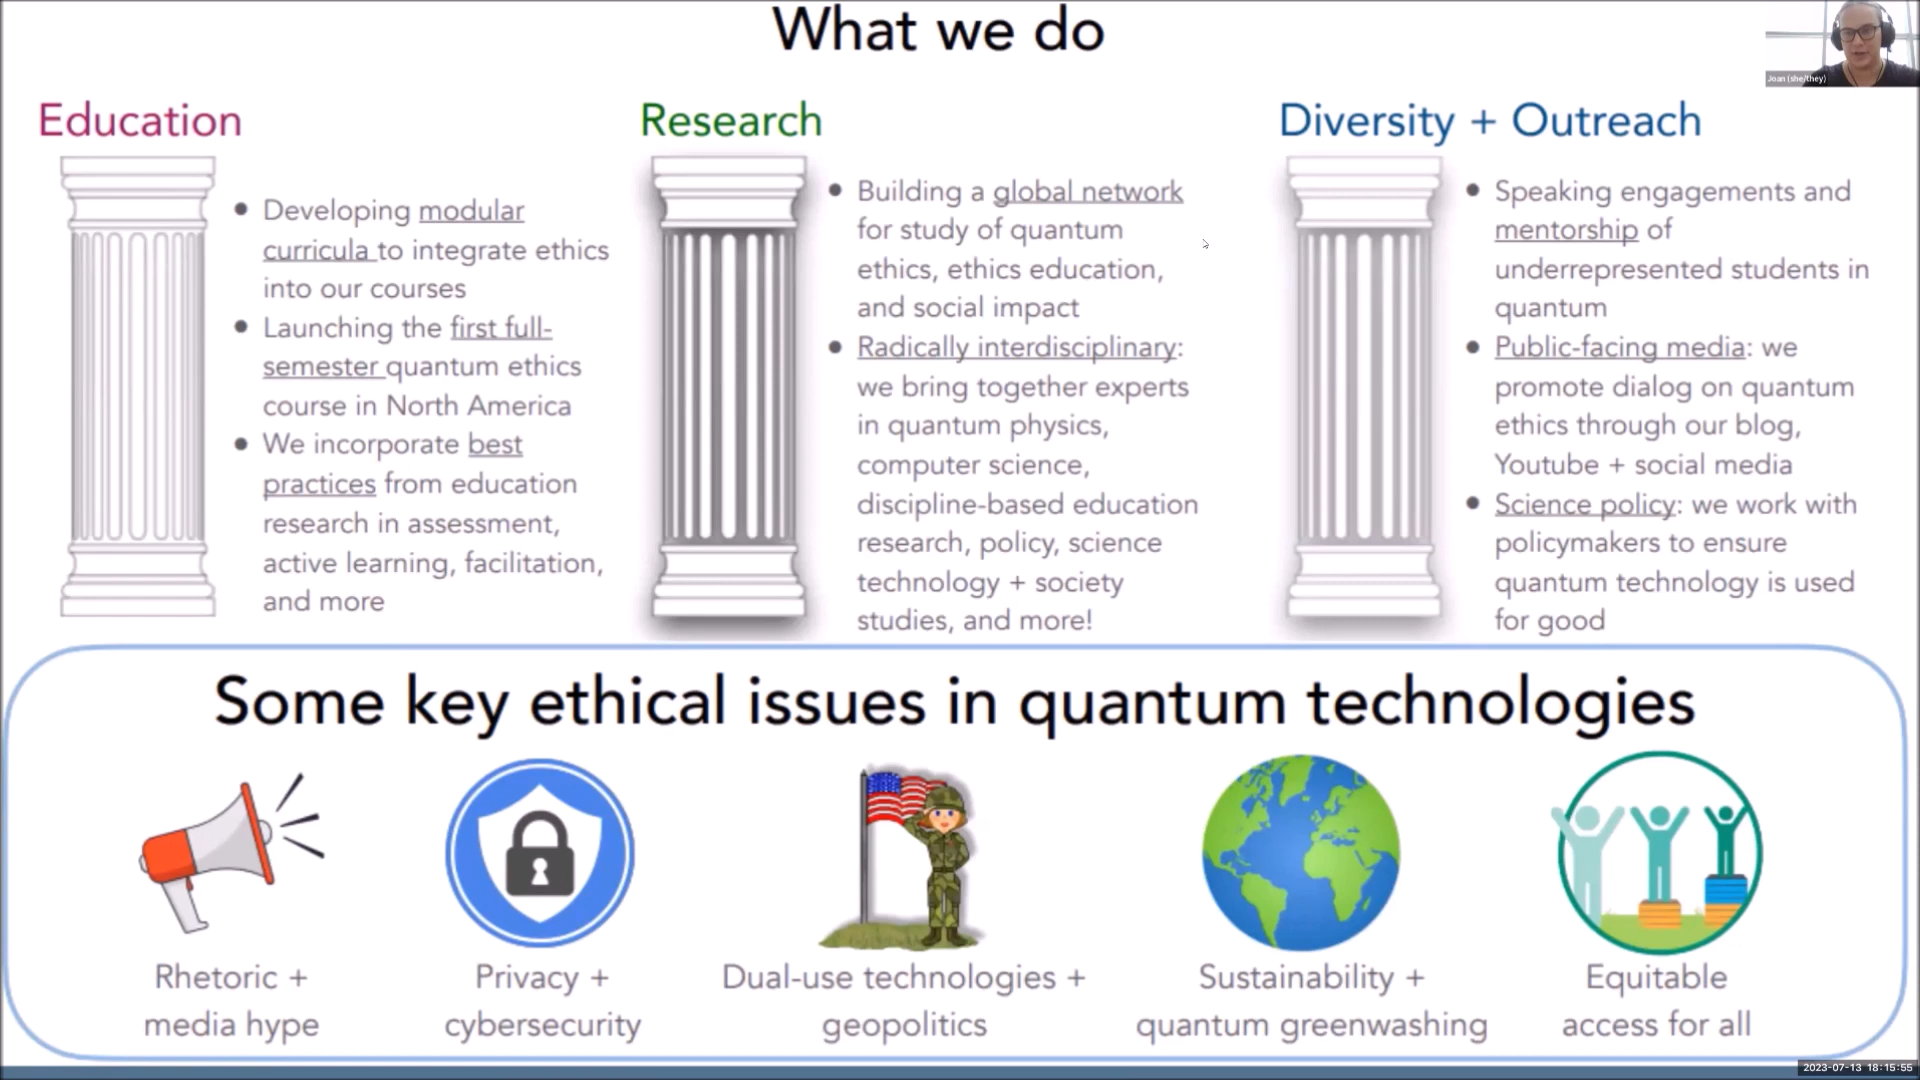 What we do
Joan (she/they)
Education
Developing modular
curricula to integrate ethics
into our courses
Launching the first full-
semester quantum ethics
course in North America
We incorporate best
practices from education
research in assessment,
active learning, facilitation,
and more
Research
Building a global network
for study of quantum
ethics, ethics education,
and social impact
Radically interdisciplinary:
we bring together experts
in quantum physics,
computer science,
discipline-based education
research, policy, science
technology + society
studies, and more!
Diversity + Outreach
Speaking engagements and
mentorship of
underrepresented students in
quantum
Public-facing media: we
promote dialog on quantum
ethics through our blog,
Youtube + social media
Science policy: we work with
policymakers to ensure
quantum technology is used
for good
Some key ethical issues in quantum technologies
Rhetoric +
media hype
Privacy +
cybersecurity
Dual-use technologies +
geopolitics
Sustainability +
quantum greenwashing
Equitable
access for all
2023-07-13 18:15:55